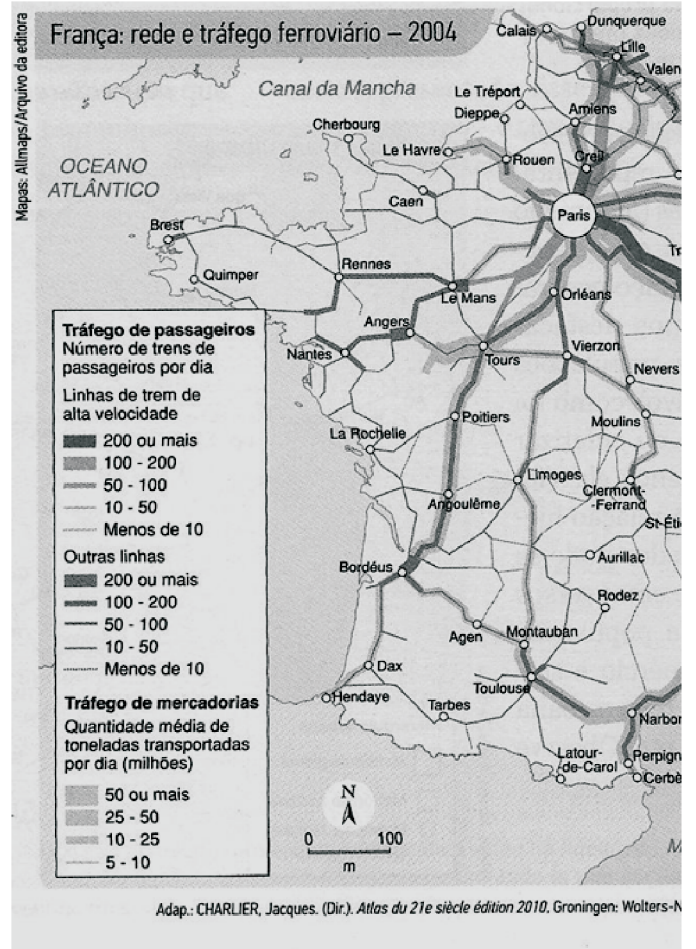 França: rede e tráfego ferroviário – 2004
Mapas: Allmaps/Arquivo da editora
Calais
Dunquerque
Lille
Valen
Canal da Mancha
Le Tréport
Dieppe
Amiens
Cherbourg
Le Havre
Rouen
Creil
OCEANO
ATLÂNTICO
Caen
Paris
Brest
Tr
Rennes
Quimper
Le Mans
Orléans
Angers
Nantes
Tours
Vierzon
Nevers
Poitiers
Moulins
La Rochelle
Limoges
Clermont-
-Ferrand
Angoulême
St-Éti
Bordéus
Aurillac
Rodez
Agen
Montauban
Dax
Toulouse
Hendaye
Tarbes
Narbon
Latour-
-de-Carol
Perpign
Cerbè
M
Tráfego de passageiros
Número de trens de
passageiros por dia
Linhas de trem de
alta velocidade
200 ou mais
100 - 200
50 - 100
10 - 50
Menos de 10
Outras linhas
200 ou mais
100 - 200
50 - 100
10 - 50
Menos de 10
Tráfego de mercadorias
Quantidade média de
toneladas transportadas
por dia (milhões)
50 ou mais
25 - 50
10 - 25
5 - 10
N
0 100
m
Adap.: CHARLIER, Jacques. (Dir.). Atlas du 21e siècle édition 2010. Groningen: Wolters-N